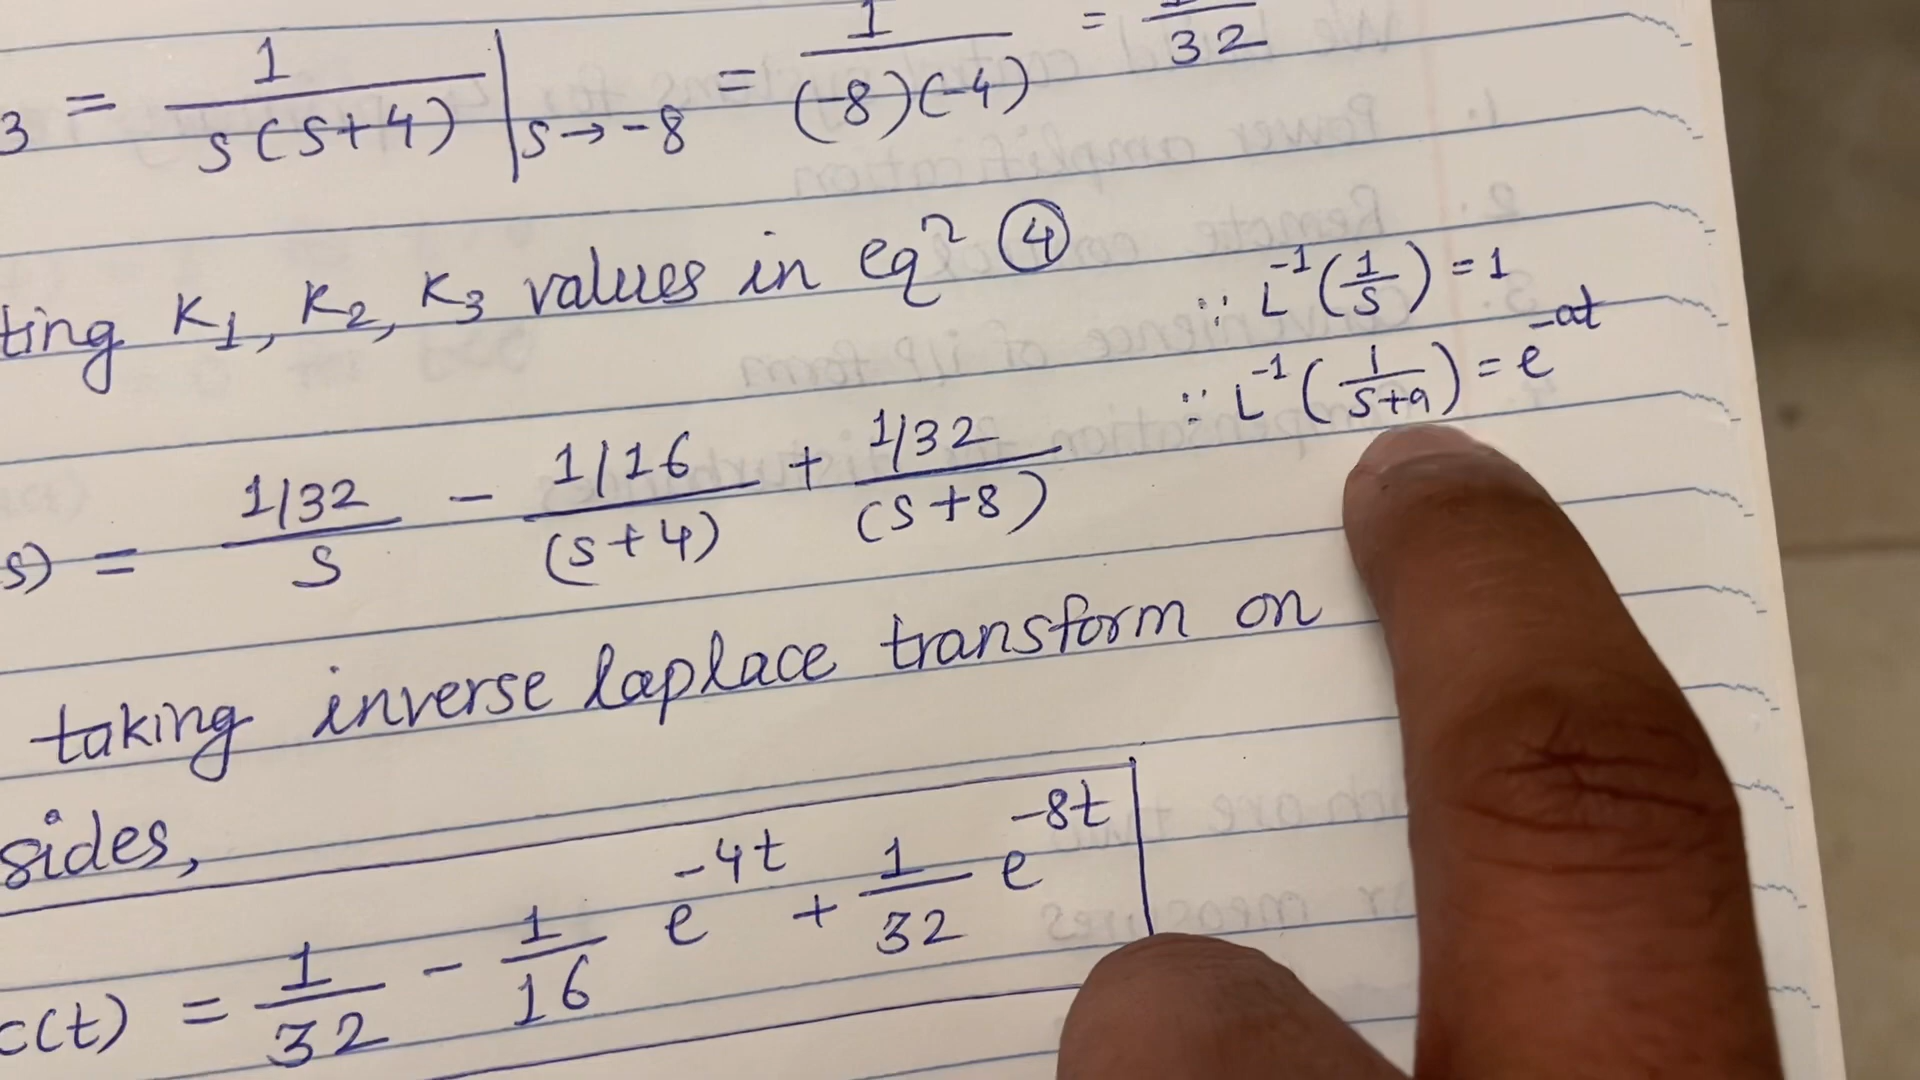 3 = 1/s(s+4) | s→-8 = 1/(-8)(-4) = 1/32
ting K1, K2, K3 values in eqn ④
∵ L^-1(1/s) = 1
∵ L^-1(1/s+a) = e^-at
s) = 1/32/s - 1/16/(s+4) + 1/32/(s+8)
taking inverse laplace transform on
sides,
c(t) = 1/32 - 1/16 e^-4t + 1/32 e^-8t